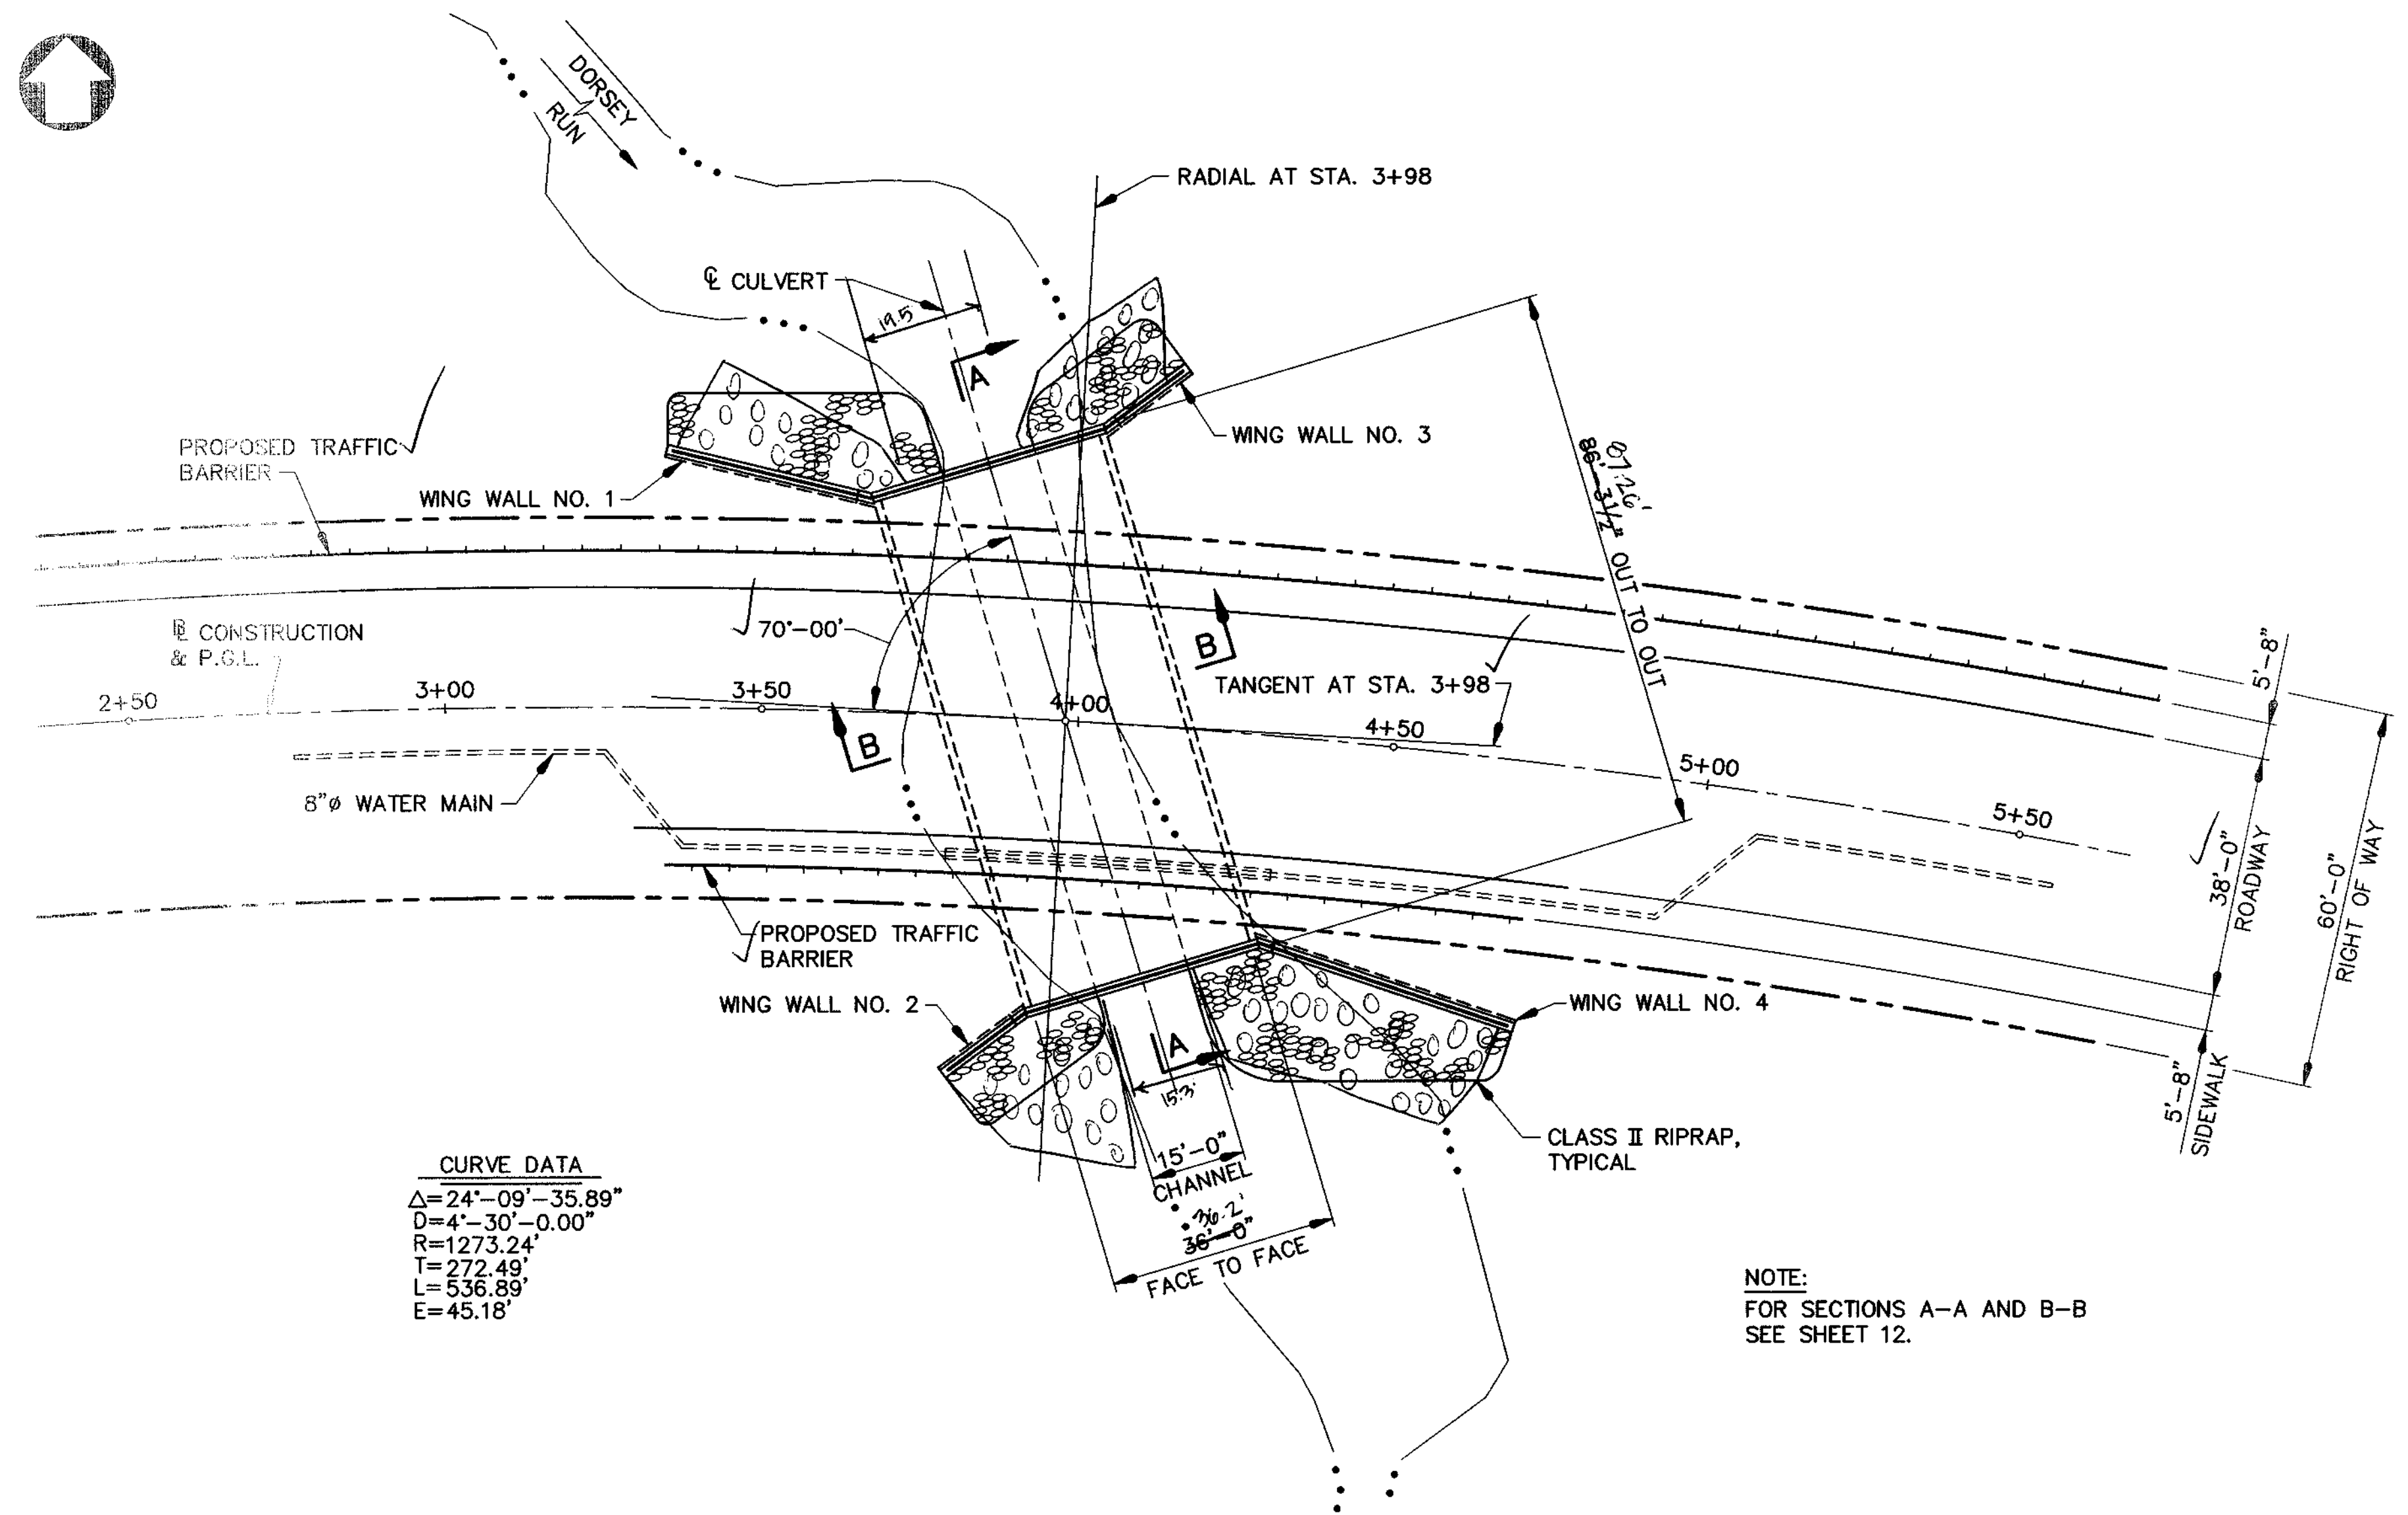 DORSEY
RUN
RADIAL AT STA. 3+98
℄ CULVERT
19.5
A
WING WALL NO. 3
PROPOSED TRAFFIC
BARRIER
WING WALL NO. 1
87.26'
86'-3 1/2" OUT TO OUT
70°-00'
B
TANGENT AT STA. 3+98
℄ CONSTRUCTION
& P.G.L.
2+50
3+00
3+50
4+00
4+50
5+00
5+50
B
8"ø WATER MAIN
5'-8"
38'-0"
ROADWAY
60'-0"
RIGHT OF WAY
5'-8"
SIDEWALK
PROPOSED TRAFFIC
BARRIER
WING WALL NO. 2
WING WALL NO. 4
A
15.3'
CLASS II RIPRAP,
TYPICAL
15'-0"
CHANNEL
36.2'
36'-0"
FACE TO FACE
CURVE DATA
Δ=24°-09'-35.89"
D=4°-30'-0.00"
R=1273.24'
T=272.49'
L=536.89'
E=45.18'
NOTE:
FOR SECTIONS A-A AND B-B
SEE SHEET 12.